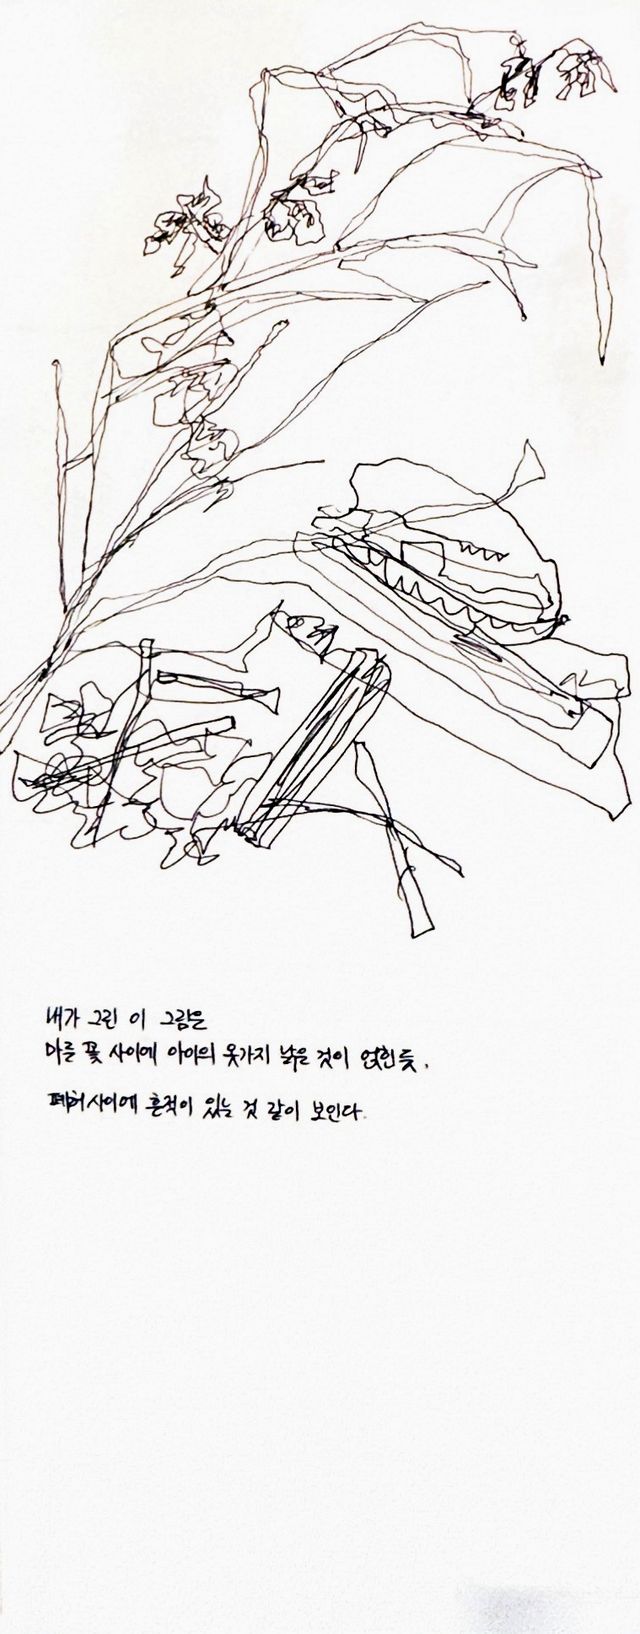 내가 그린 이 그림은
마른 꽃 사이에 아이의 옷가지 낡은 것이 얹힌듯,
폐허사이에 흔적이 있는 것 같이 보인다.